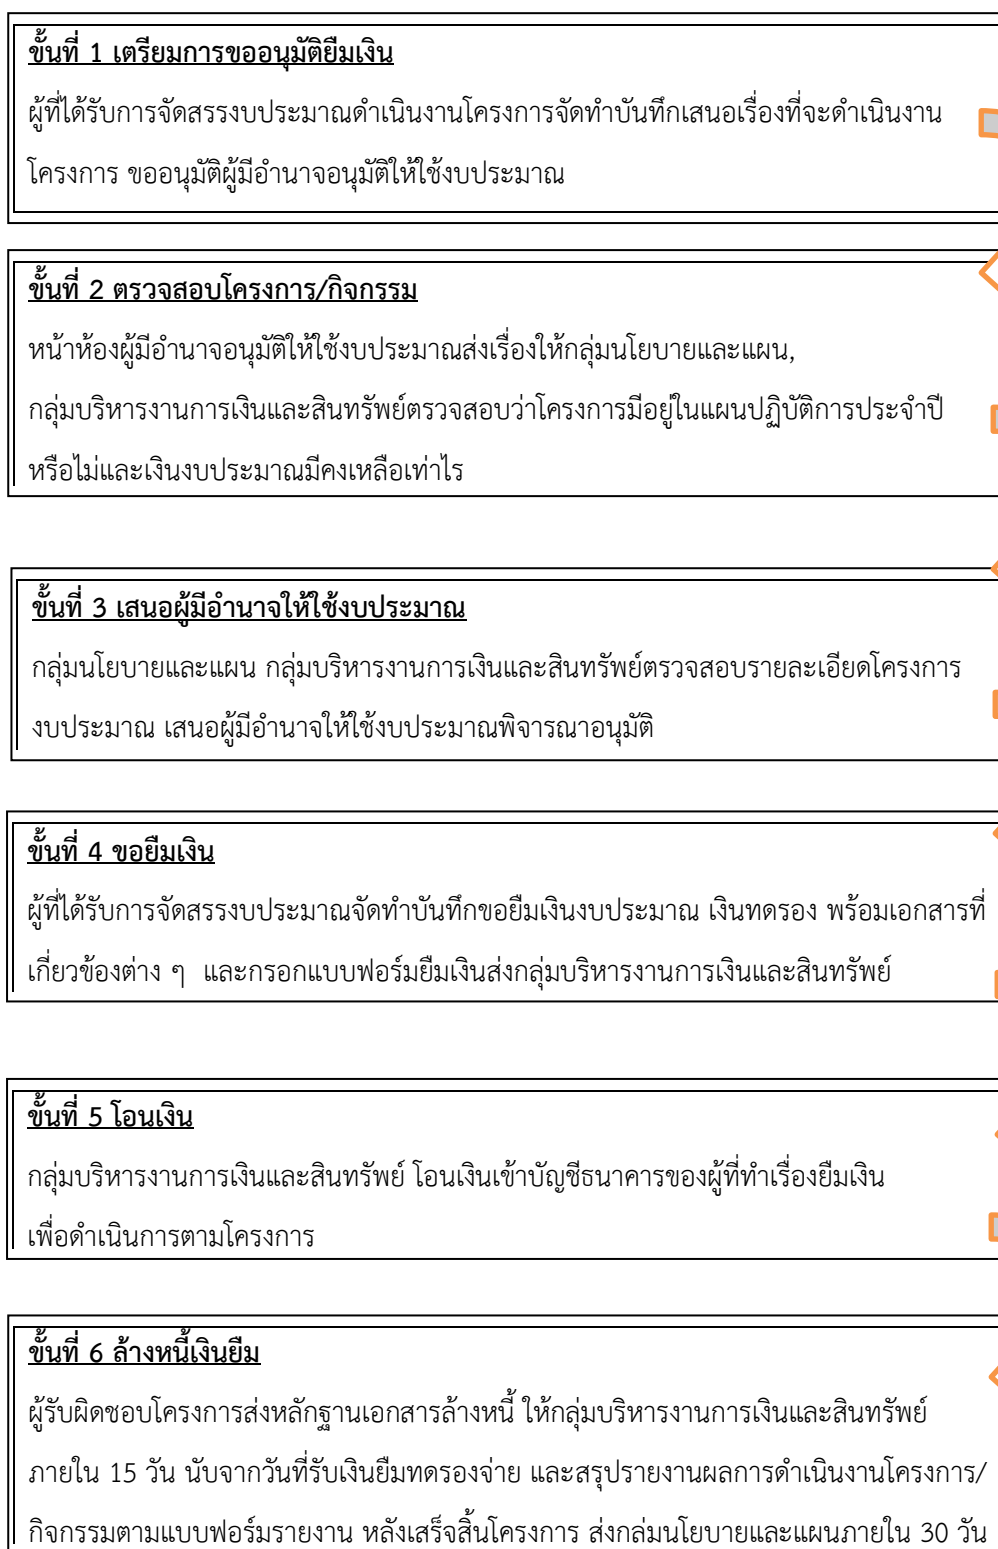 ขั้นที่ 1 เตรียมการขออนุมัติยืมเงิน
ผู้ที่ได้รับการจัดสรรงบประมาณดำเนินงานโครงการจัดทำบันทึกเสนอเรื่องที่จะดำเนินงาน
โครงการ ขออนุมัติผู้มีอำนาจอนุมัติให้ใช้งบประมาณ
ขั้นที่ 2 ตรวจสอบโครงการ/กิจกรรม
หน้าห้องผู้มีอำนาจอนุมัติให้ใช้งบประมาณส่งเรื่องให้กลุ่มนโยบายและแผน,
กลุ่มบริหารงานการเงินและสินทรัพย์ตรวจสอบว่าโครงการมีอยู่ในแผนปฏิบัติการประจำปี
หรือไม่และเงินงบประมาณมีคงเหลือเท่าไร
ขั้นที่ 3 เสนอผู้มีอำนาจให้ใช้งบประมาณ
กลุ่มนโยบายและแผน กลุ่มบริหารงานการเงินและสินทรัพย์ตรวจสอบรายละเอียดโครงการ
งบประมาณ เสนอผู้มีอำนาจให้ใช้งบประมาณพิจารณาอนุมัติ
ขั้นที่ 4 ขอยืมเงิน
ผู้ที่ได้รับการจัดสรรงบประมาณจัดทำบันทึกขอยืมเงินงบประมาณ เงินทดรอง พร้อมเอกสารที่
เกี่ยวข้องต่าง ๆ และกรอกแบบฟอร์มยืมเงินส่งกลุ่มบริหารงานการเงินและสินทรัพย์
ขั้นที่ 5 โอนเงิน
กลุ่มบริหารงานการเงินและสินทรัพย์ โอนเงินเข้าบัญชีธนาคารของผู้ที่ทำเรื่องยืมเงิน
เพื่อดำเนินการตามโครงการ
ขั้นที่ 6 ล้างหนี้เงินยืม
ผู้รับผิดชอบโครงการส่งหลักฐานเอกสารล้างหนี้ ให้กลุ่มบริหารงานการเงินและสินทรัพย์
ภายใน 15 วัน นับจากวันที่รับเงินยืมทดรองจ่าย และสรุปรายงานผลการดำเนินงานโครงการ/
กิจกรรมตามแบบฟอร์มรายงาน หลังเสร็จสิ้นโครงการ ส่งกลุ่มนโยบายและแผนภายใน 30 วัน